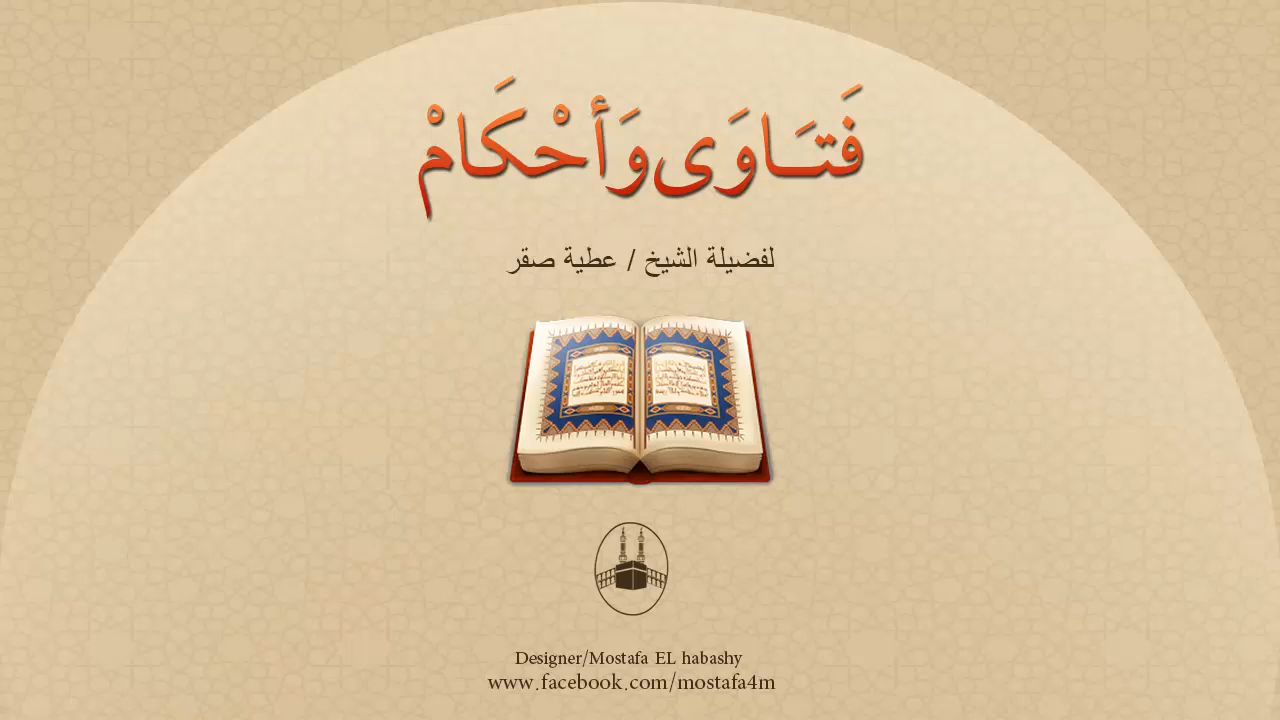 فَتَاوَى وَأَحْكَامْ
لفضيلة الشيخ / عطية صقر
Designer/Mostafa EL habashy
www.facebook.com/mostafa4m